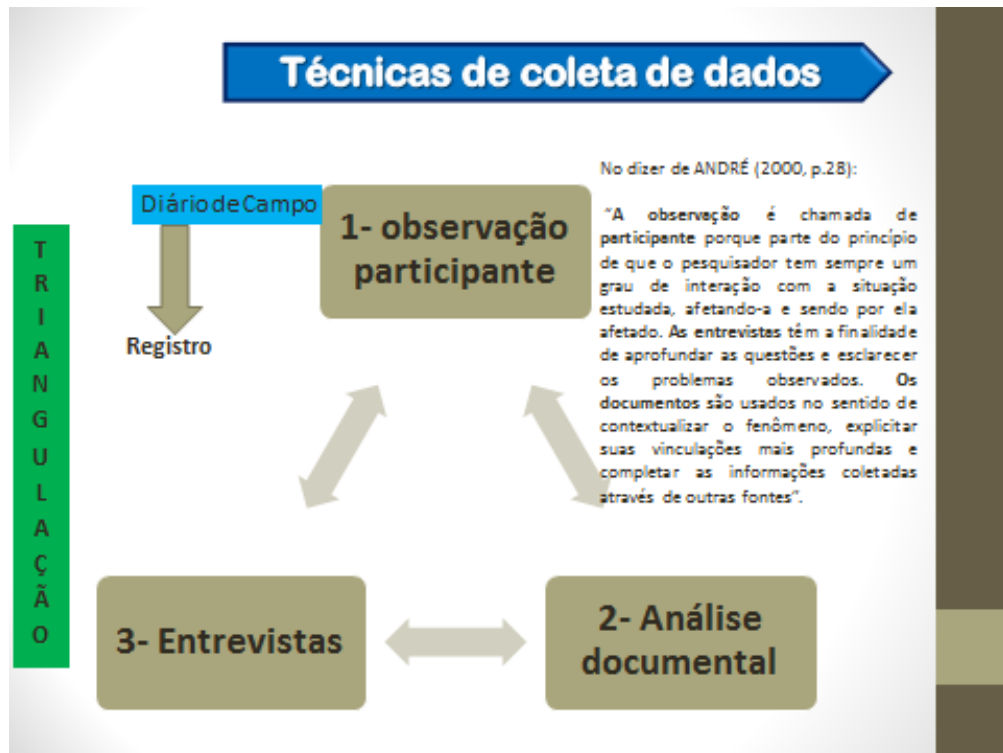 Técnicas de coleta de dados
TRIANGULAÇÃO
Diário de Campo
Registro
1- observação
participante
No dizer de ANDRÉ (2000, p.28):
"A observação é chamada de
participante porque parte do princípio
de que o pesquisador tem sempre um
grau de interação com a situação
estudada, afetando-a e sendo por ela
afetado. As entrevistas têm a finalidade
de aprofundar as questões e esclarecer
os problemas observados. Os
documentos são usados no sentido de
contextualizar o fenômeno, explicitar
suas vinculações mais profundas e
completar as informações coletadas
através de outras fontes".
3- Entrevistas
2- Análise
documental